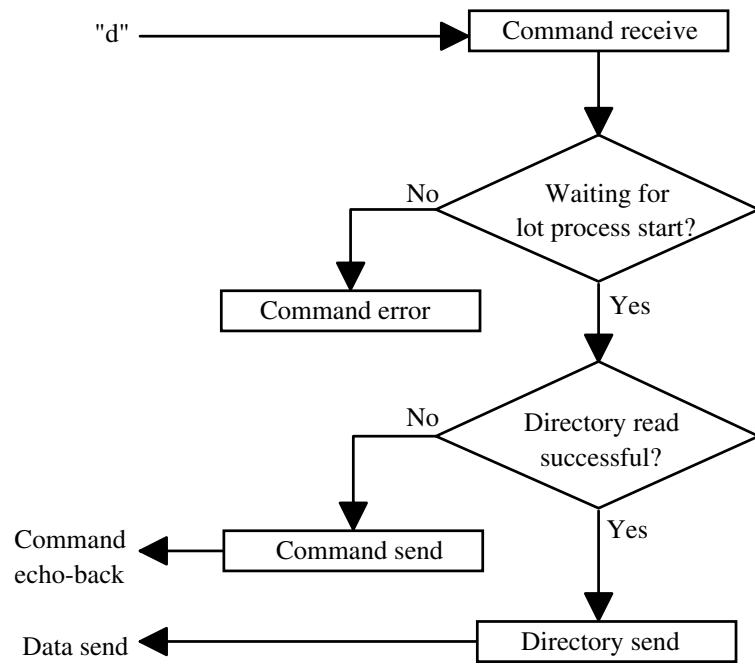 "d"
Command receive
No
Waiting for
lot process start?
Command error
Yes
No
Directory read
successful?
Yes
Command
echo-back
Command send
Data send
Directory send